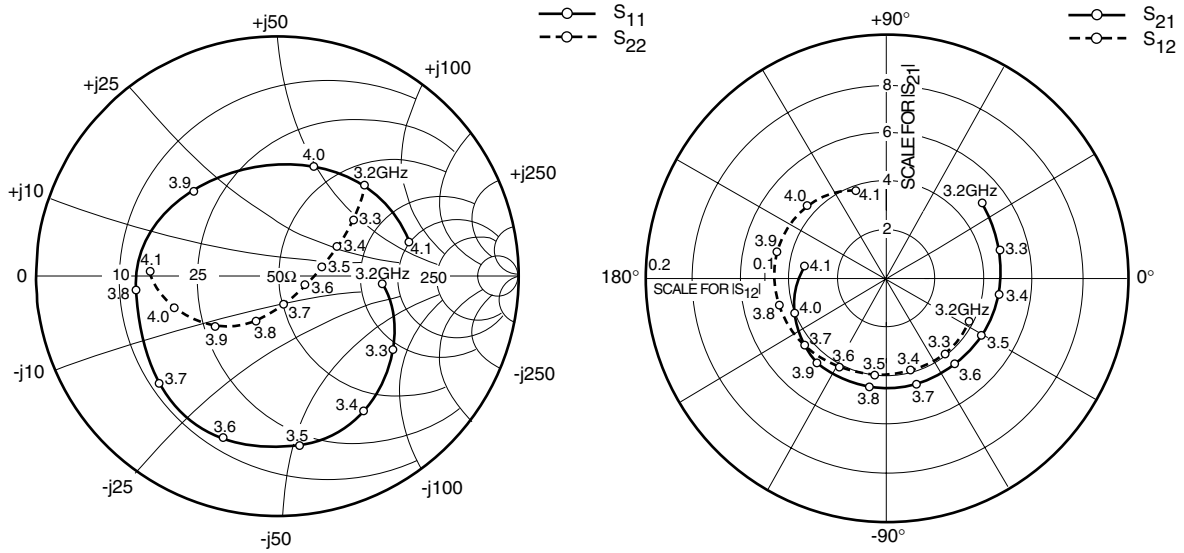 +j50
+j25
+j100
+j10
+j250
0
10
25
50Ω
250
-j10
-j250
-j25
-j100
-j50
S11
S22
4.0
3.2GHz
3.9
3.3
3.4
4.1
3.5
3.2GHz
4.1
3.8
3.6
4.0
3.7
3.9
3.8
3.3
3.7
3.4
3.6
3.5
S21
S12
+90°
8
6
4
2
SCALE FOR |S21|
180°
0.2
0.1
SCALE FOR |S12|
0°
-90°
4.1
4.0
3.2GHz
3.9
3.3
4.1
3.4
3.8
4.0
3.2GHz
3.7
3.5
3.3
3.9
3.6
3.5
3.4
3.6
3.8
3.7